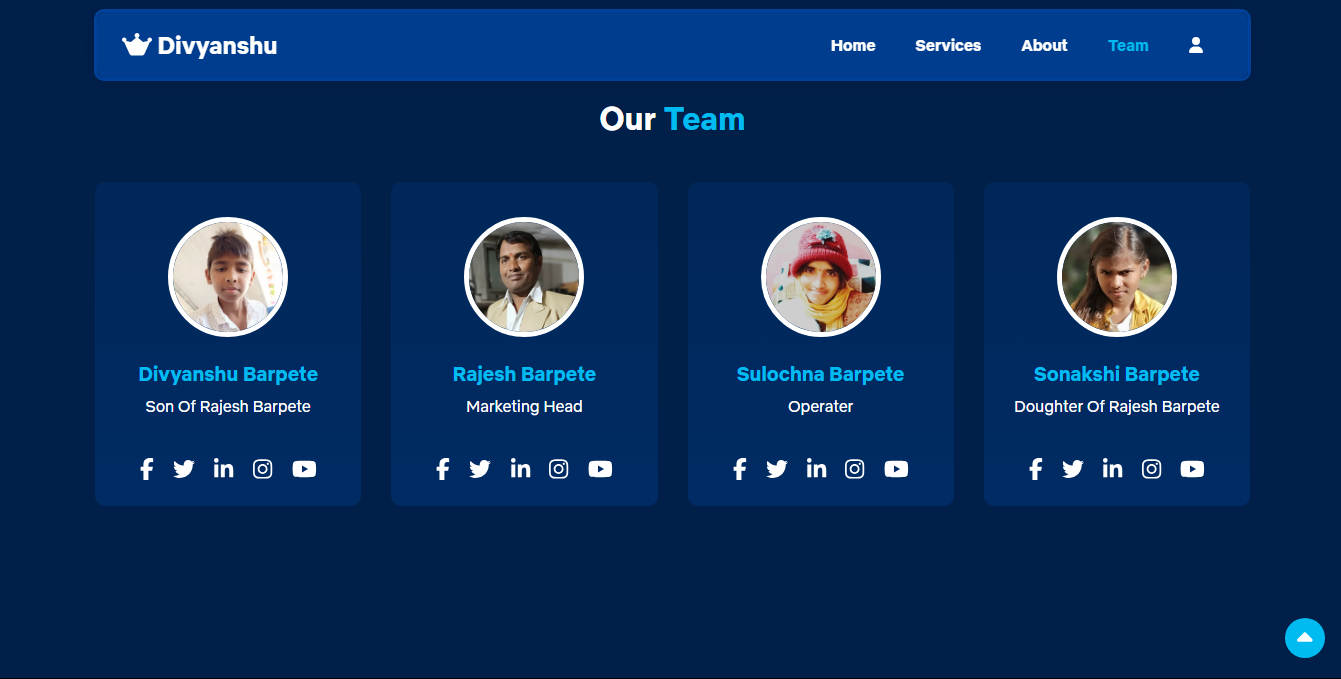 Divyanshu
Home Services About Team
Our Team
Divyanshu Barpete
Son Of Rajesh Barpete
Rajesh Barpete
Marketing Head
Sulochna Barpete
Operater
Sonakshi Barpete
Doughter Of Rajesh Barpete